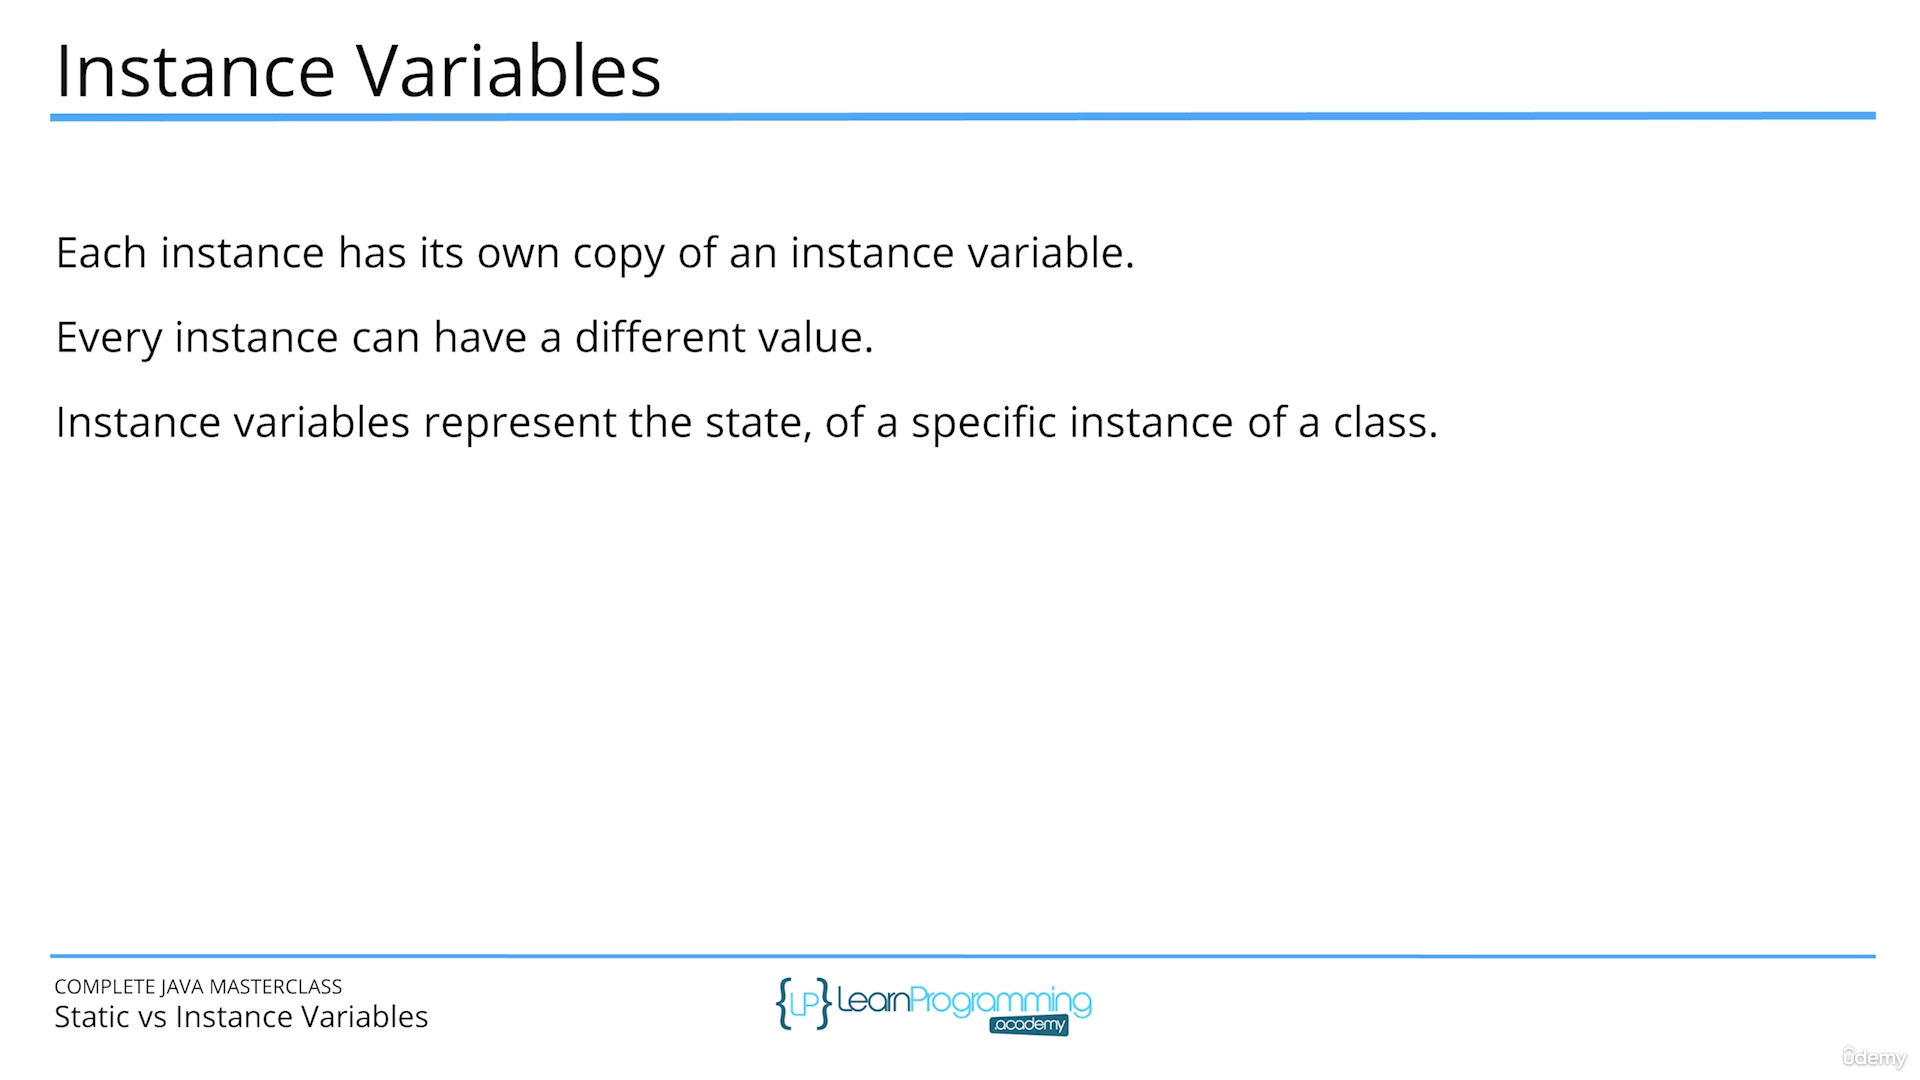 Instance Variables
Each instance has its own copy of an instance variable.
Every instance can have a different value.
Instance variables represent the state, of a specific instance of a class.
COMPLETE JAVA MASTERCLASS
Static vs Instance Variables
{LP} LearnProgramming
.academy
ûdemy